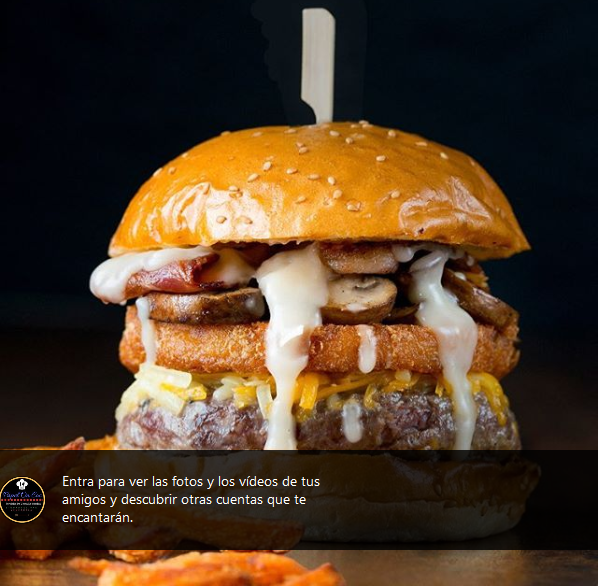 Entra para ver las fotos y los vídeos de tus
amigos y descubrir otras cuentas que te
encantarán.